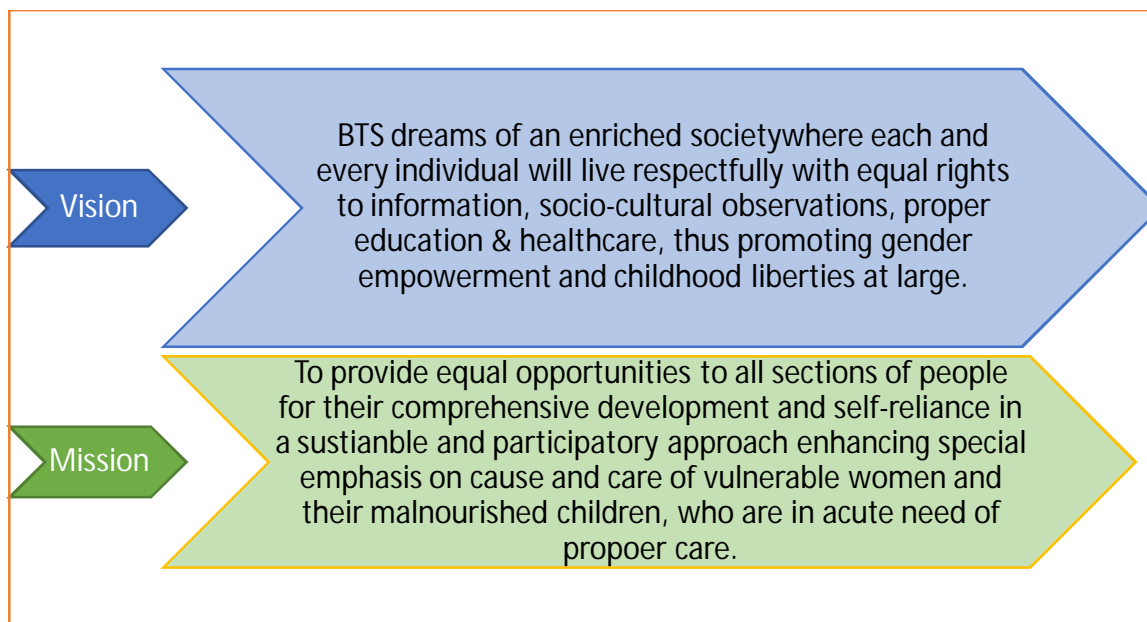 Vision
BTS dreams of an enriched societywhere each and
every individual will live respectfully with equal rights
to information, socio-cultural observations, proper
education & healthcare, thus promoting gender
empowerment and childhood liberties at large.
Mission
To provide equal opportunities to all sections of people
for their comprehensive development and self-reliance in
a sustianble and participatory approach enhancing special
emphasis on cause and care of vulnerable women and
their malnourished children, who are in acute need of
propoer care.